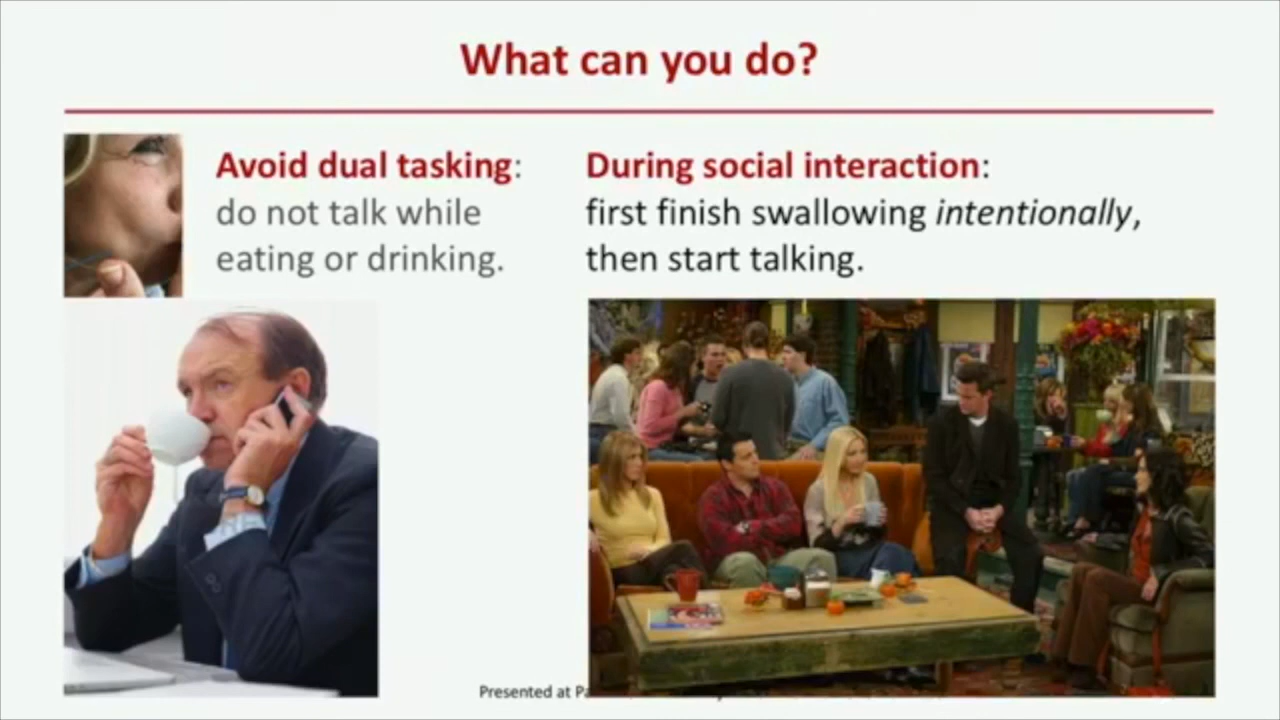 What can you do?
Avoid dual tasking:
do not talk while
eating or drinking.
During social interaction:
first finish swallowing intentionally,
then start talking.
Presented at